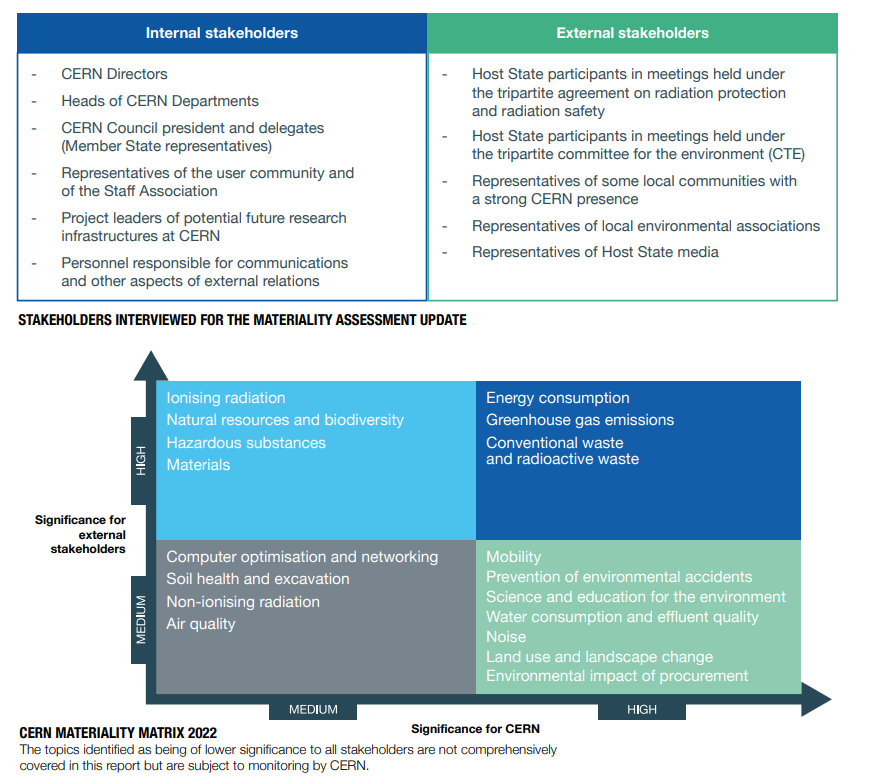 Internal stakeholders
External stakeholders
- CERN Directors
- Heads of CERN Departments
- CERN Council president and delegates
(Member State representatives)
- Representatives of the user community and
of the Staff Association
- Project leaders of potential future research
infrastructures at CERN
- Personnel responsible for communications
and other aspects of external relations
- Host State participants in meetings held under
the tripartite agreement on radiation protection
and radiation safety
- Host State participants in meetings held under
the tripartite committee for the environment (CTE)
- Representatives of some local communities with
a strong CERN presence
- Representatives of local environmental associations
- Representatives of Host State media
STAKEHOLDERS INTERVIEWED FOR THE MATERIALITY ASSESSMENT UPDATE
Significance for
external
stakeholders
HIGH
MEDIUM
Ionising radiation
Natural resources and biodiversity
Hazardous substances
Materials
Energy consumption
Greenhouse gas emissions
Conventional waste
and radioactive waste
Computer optimisation and networking
Soil health and excavation
Non-ionising radiation
Air quality
Mobility
Prevention of environmental accidents
Science and education for the environment
Water consumption and effluent quality
Noise
Land use and landscape change
Environmental impact of procurement
MEDIUM
HIGH
Significance for CERN
CERN MATERIALITY MATRIX 2022
The topics identified as being of lower significance to all stakeholders are not comprehensively
covered in this report but are subject to monitoring by CERN.